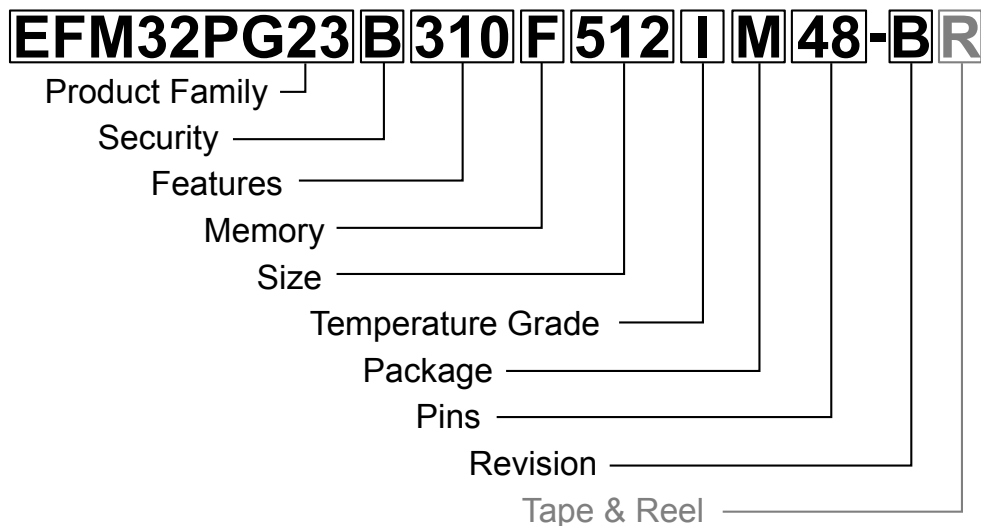 EFM32PG23 B 310 F 512 I M 48-B R
Product Family
Security
Features
Memory
Size
Temperature Grade
Package
Pins
Revision
Tape & Reel